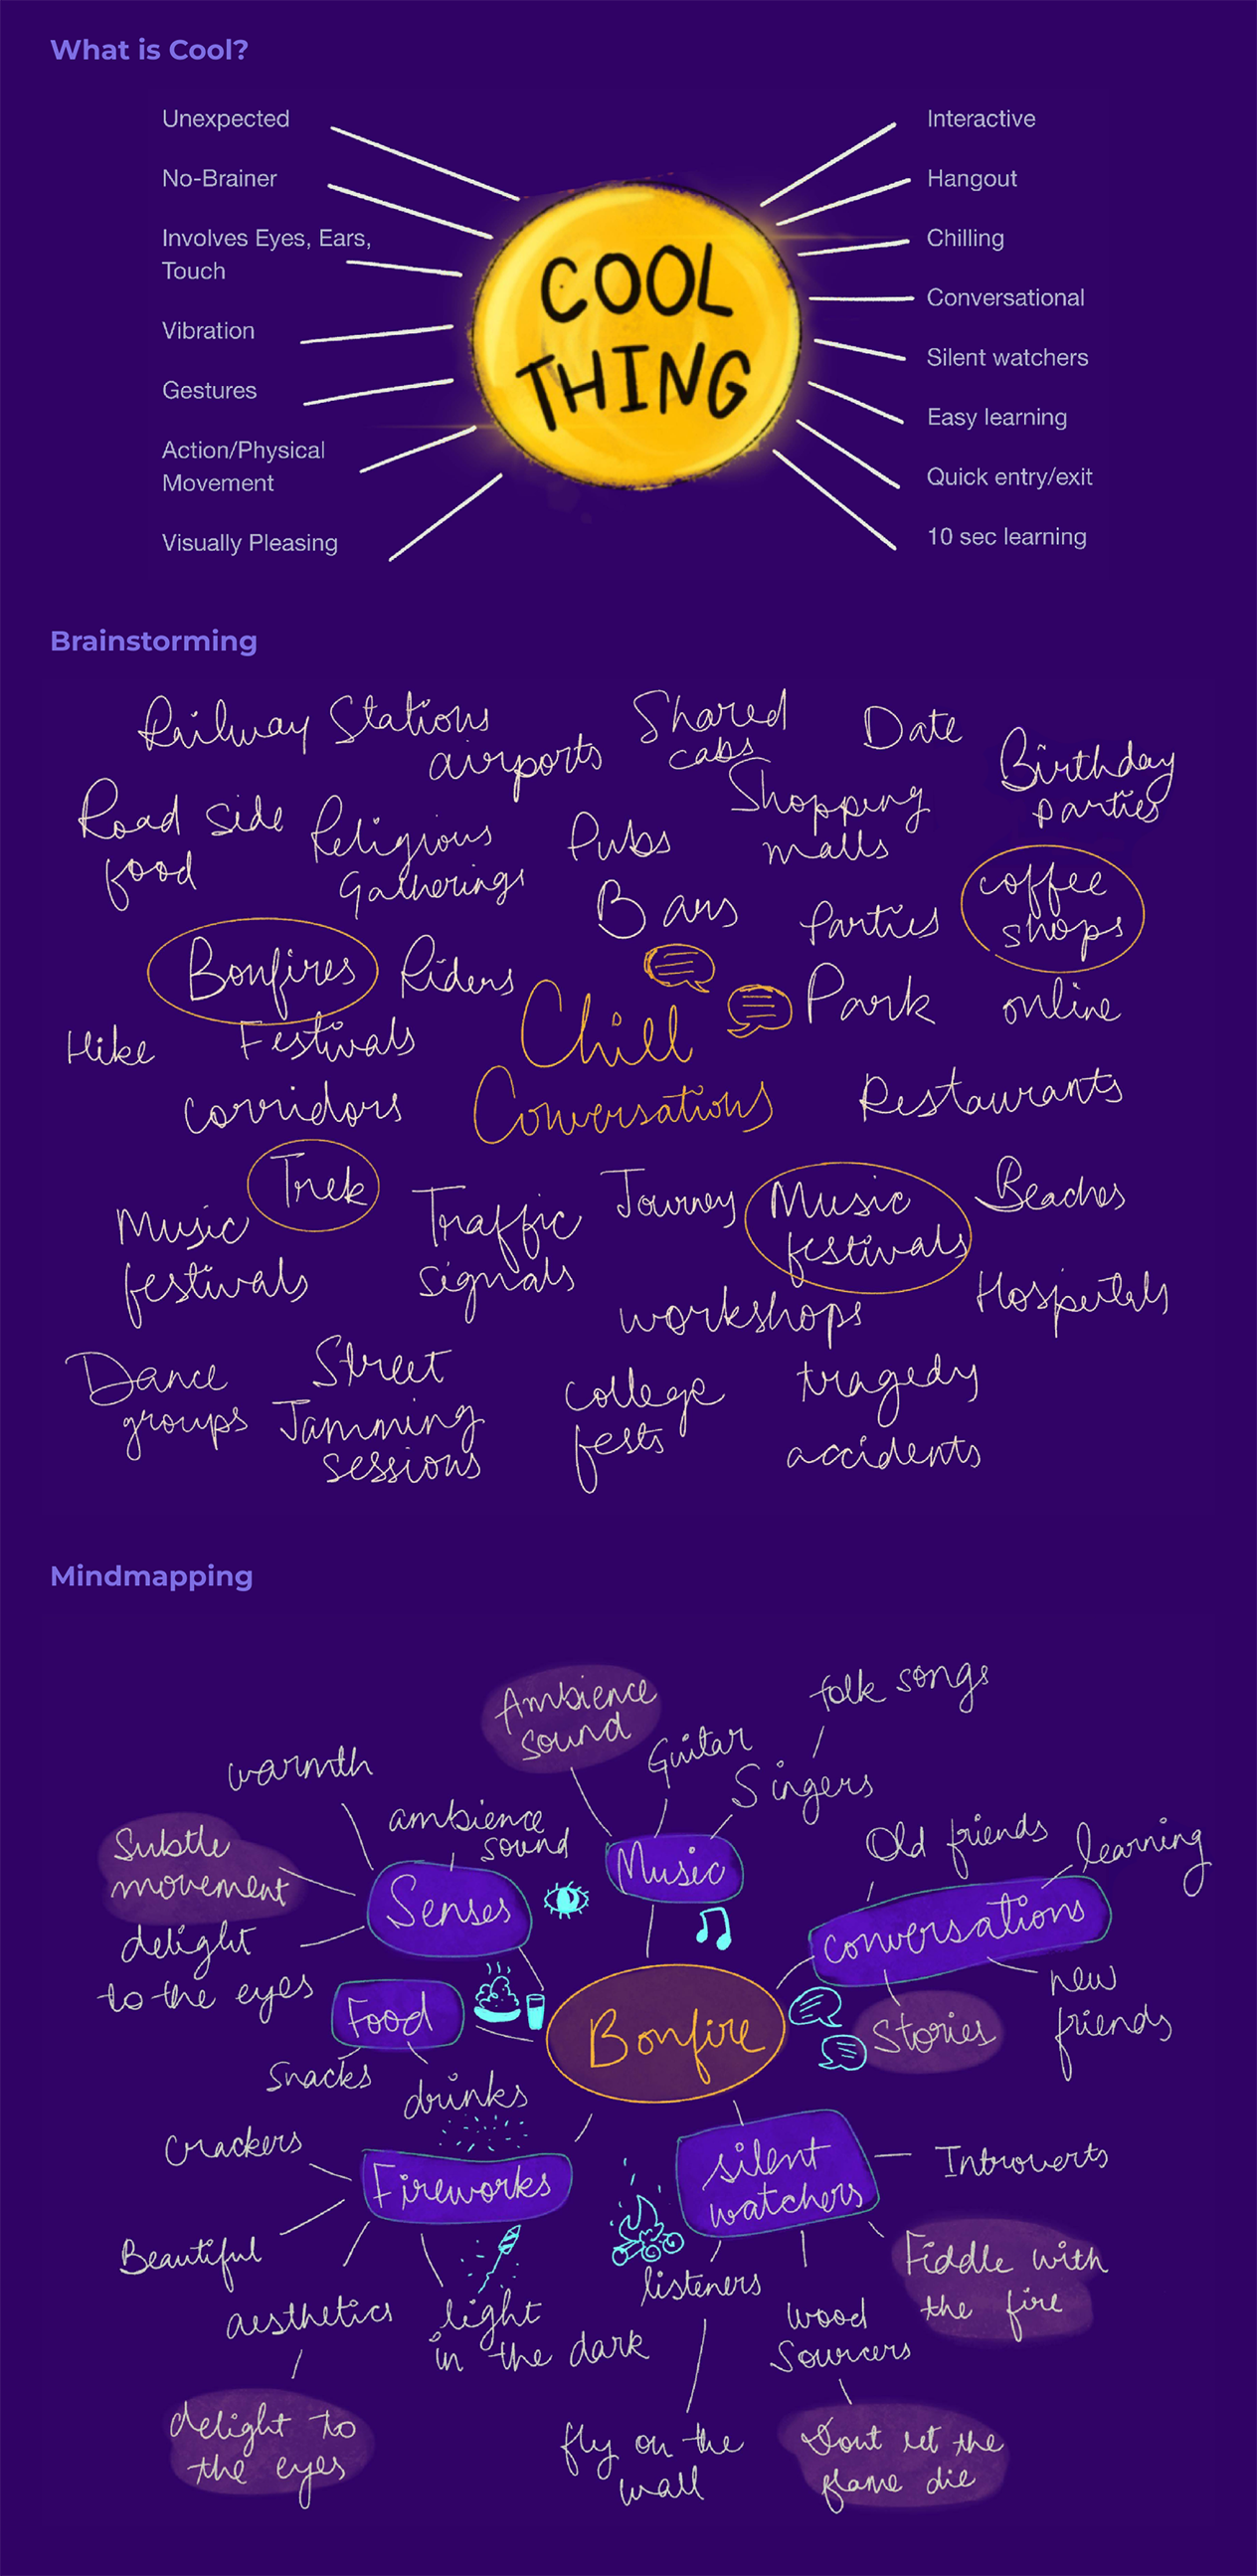 What is Cool?
Unexpected
No-Brainer
Involves Eyes, Ears,
Touch
Vibration
Gestures
Action/Physical
Movement
Visually Pleasing
COOL
THING
Interactive
Hangout
Chilling
Conversational
Silent watchers
Easy learning
Quick entry/exit
10 sec learning
Brainstorming
Railway Stations
airports
Shared
cabs
Date
Birthday
parties
Road side
food
Religious
Gatherings
Pubs
Shopping
malls
Bars
Parties
coffee
shops
Bonfires
Riders
Chill
Conversations
Park
online
Hike
Festivals
corridors
Restaurants
Trek
Music
festivals
Traffic
signals
Journey
Music
festivals
Beaches
workshops
Hospitals
Dance
groups
Street
Jamming
sessions
college
fests
tragedy
accidents
Mindmapping
Ambience
sound
folk songs
Guitar
Singers
warmth
ambience
sound
Subtle
movement
delight
to the eyes
Senses
Music
Old friends
learning
conversations
new
friends
Stories
Food
Snacks
drinks
Bonfire
Crackers
Fireworks
Beautiful
aesthetics
light
in the dark
delight to
the eyes
silent
watchers
Introverts
Fiddle with
the fire
listeners
wood
Sourcers
fly on the
wall
Dont let the
flame die